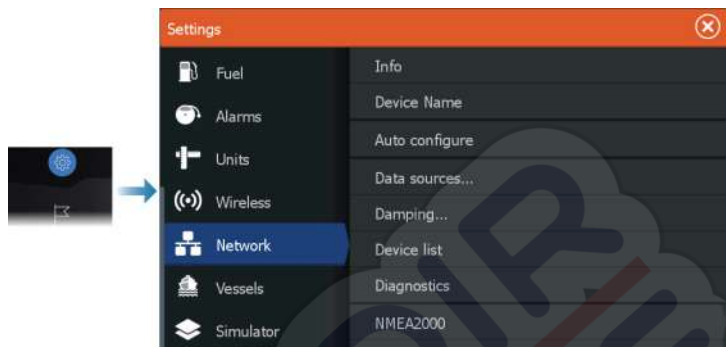 Settings
Fuel
Alarms
Units
Wireless
Network
Vessels
Simulator
Info
Device Name
Auto configure
Data sources...
Damping...
Device list
Diagnostics
NMEA2000